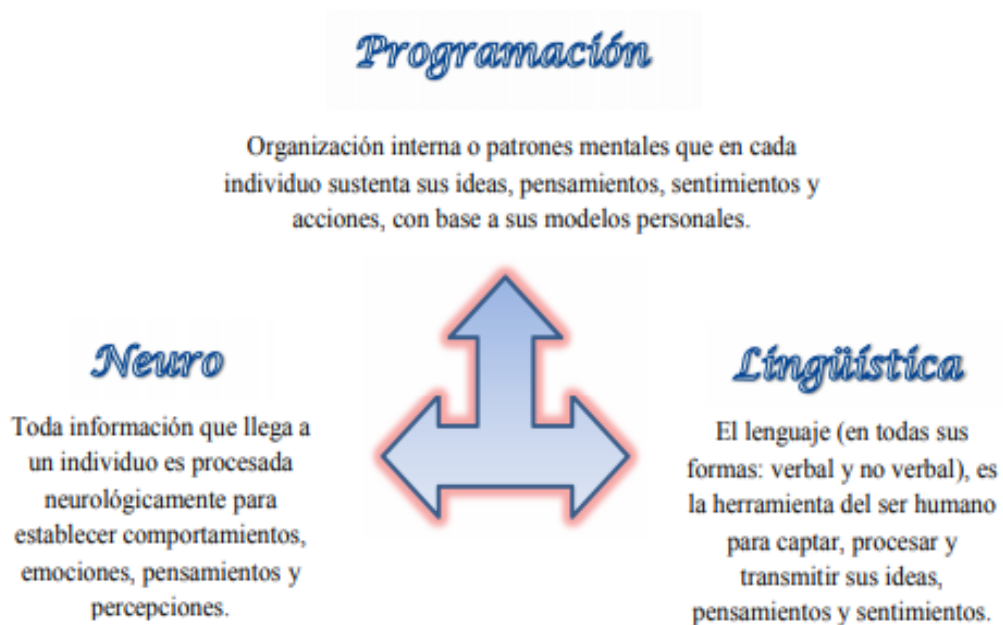 Programación
Organización interna o patrones mentales que en cada
individuo sustenta sus ideas, pensamientos, sentimientos y
acciones, con base a sus modelos personales.
Neuro
Toda información que llega a
un individuo es procesada
neurológicamente para
establecer comportamientos,
emociones, pensamientos y
percepciones.
Lingüística
El lenguaje (en todas sus
formas: verbal y no verbal), es
la herramienta del ser humano
para captar, procesar y
transmitir sus ideas,
pensamientos y sentimientos.